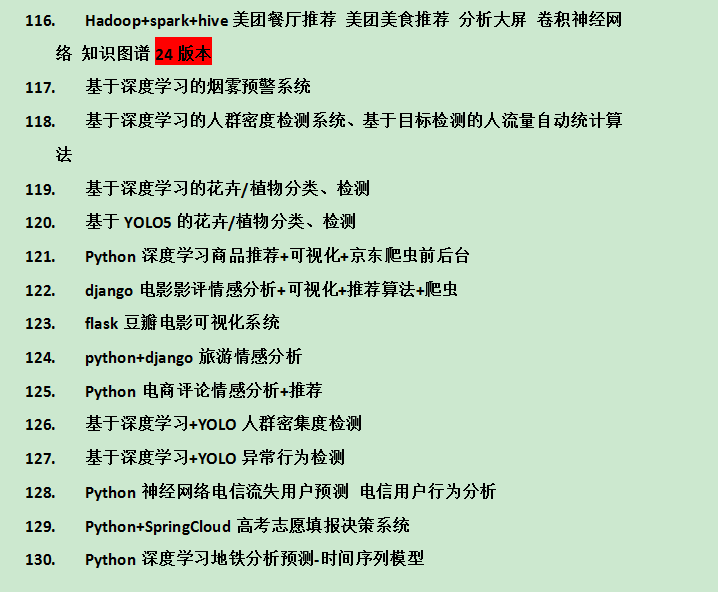 116. Hadoop+spark+hive 美团餐厅推荐 美团美食推荐 分析大屏 卷积神经网
络 知识图谱 24 版本
117. 基于深度学习的烟雾预警系统
118. 基于深度学习的人群密度检测系统、基于目标检测的人流量自动统计算
法
119. 基于深度学习的花卉/植物分类、检测
120. 基于 YOLO5 的花卉/植物分类、检测
121. Python 深度学习商品推荐+可视化+京东爬虫前后台
122. django 电影影评情感分析+可视化+推荐算法+爬虫
123. flask 豆瓣电影可视化系统
124. python+django 旅游情感分析
125. Python 电商评论情感分析+推荐
126. 基于深度学习+YOLO 人群密集度检测
127. 基于深度学习+YOLO 异常行为检测
128. Python 神经网络电信流失用户预测 电信用户行为分析
129. Python+SpringCloud 高考志愿填报决策系统
130. Python 深度学习地铁分析预测-时间序列模型